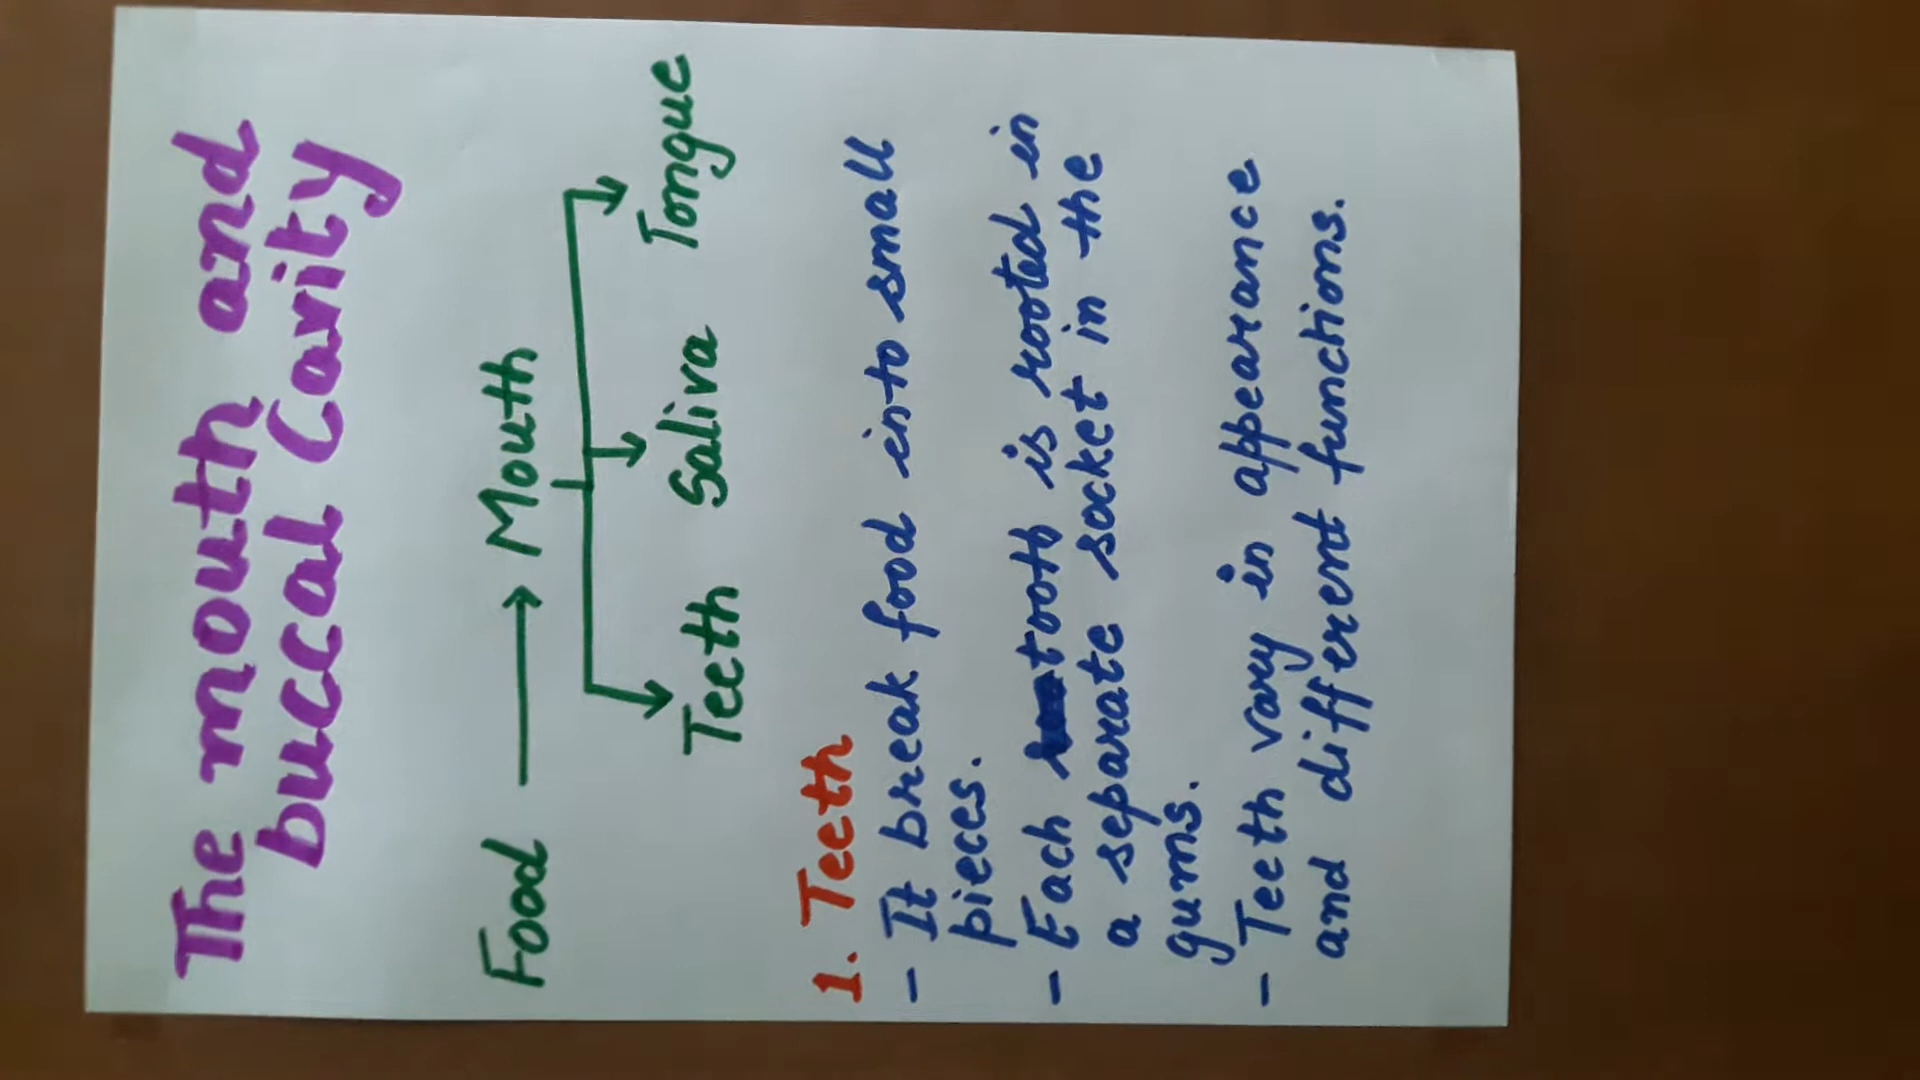 The mouth and
buccal Cavity
Food → Mouth
Teeth Saliva Tongue
1. Teeth
- It break food into small
pieces.
- Each tooth is rooted in
a separate socket in the
gums.
- Teeth vary in appearance
and different functions.